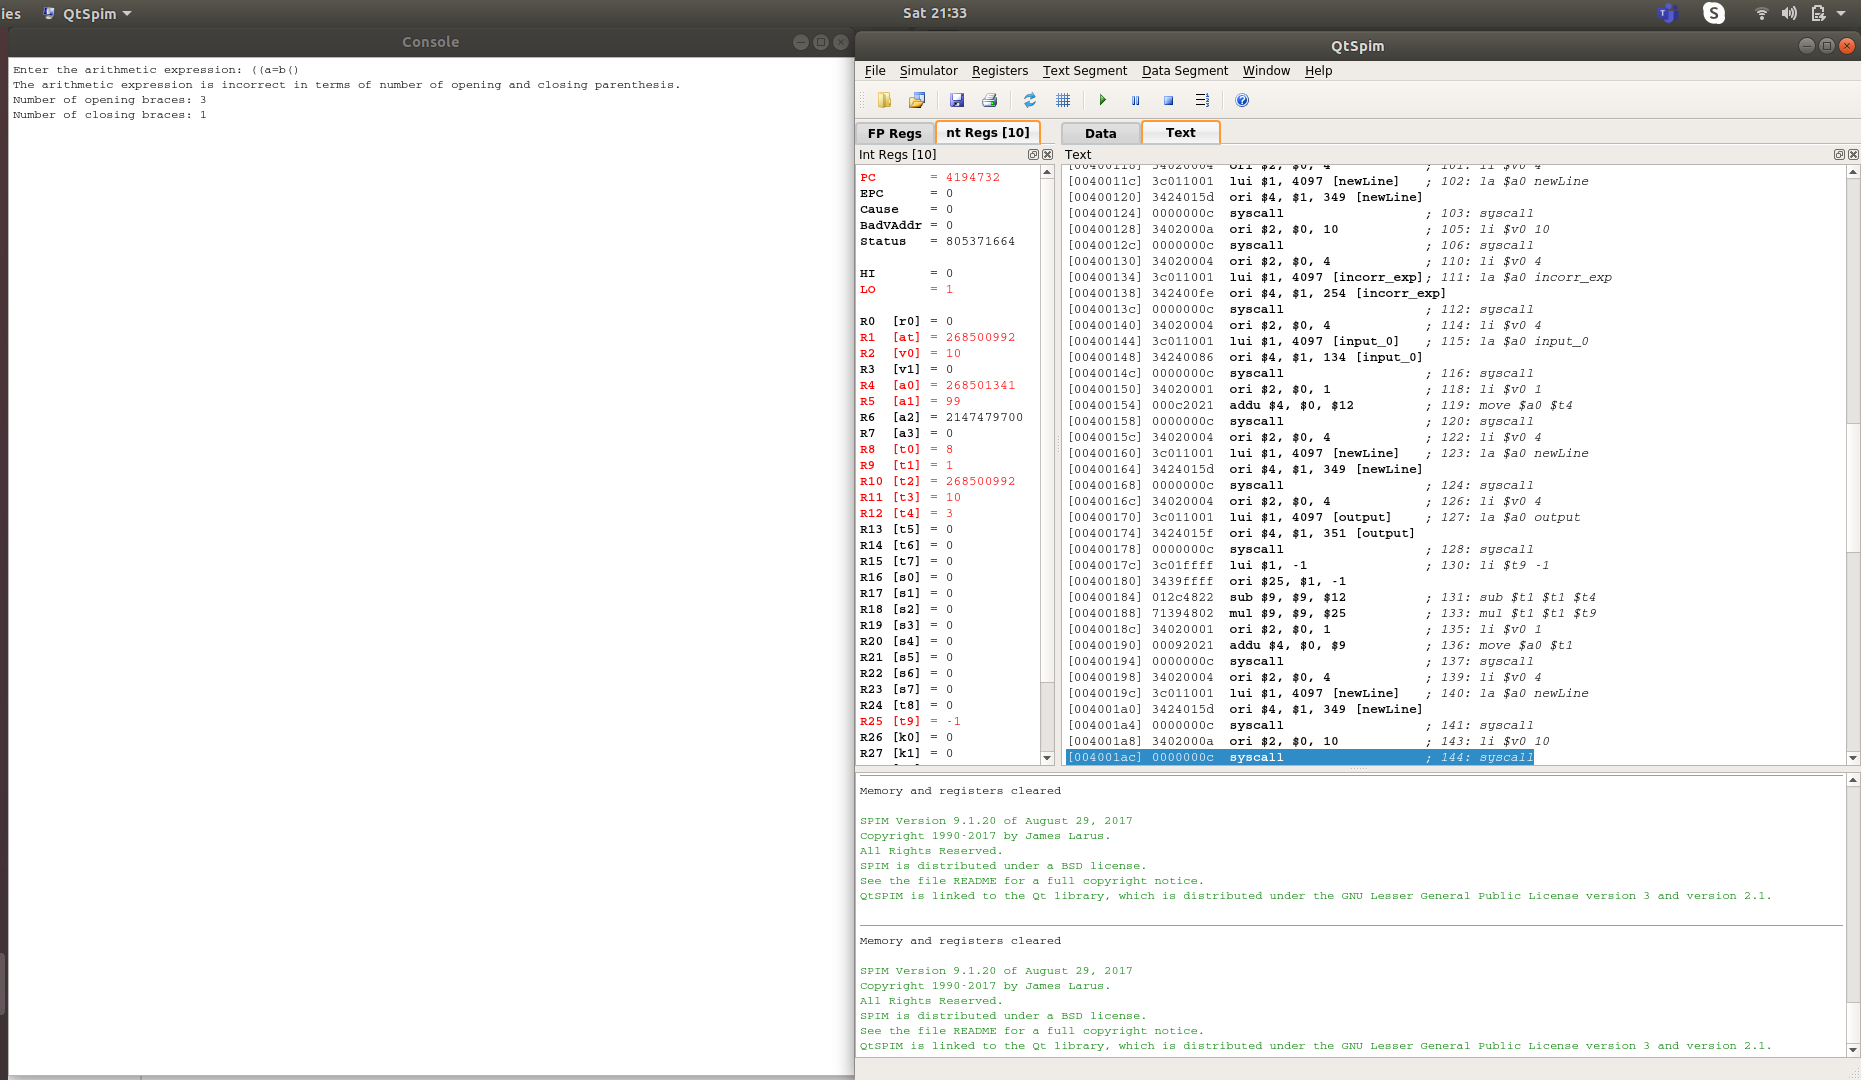 ies QtSpim Sat 21:33 S
Console
Enter the arithmetic expression: ((a=b()
The arithmetic expression is incorrect in terms of number of opening and closing parenthesis.
Number of opening braces: 3
Number of closing braces: 1
QtSpim
File Simulator Registers Text Segment Data Segment Window Help
FP Regs nt Regs [10] Data Text
Int Regs [10]
PC = 4194732
EPC = 0
Cause = 0
BadVAddr = 0
Status = 805371664
HI = 0
LO = 1
R0 [r0] = 0
R1 [at] = 268500992
R2 [v0] = 10
R3 [v1] = 0
R4 [a0] = 268501341
R5 [a1] = 99
R6 [a2] = 2147479700
R7 [a3] = 0
R8 [t0] = 8
R9 [t1] = 1
R10 [t2] = 268500992
R11 [t3] = 10
R12 [t4] = 3
R13 [t5] = 0
R14 [t6] = 0
R15 [t7] = 0
R16 [s0] = 0
R17 [s1] = 0
R18 [s2] = 0
R19 [s3] = 0
R20 [s4] = 0
R21 [s5] = 0
R22 [s6] = 0
R23 [s7] = 0
R24 [t8] = 0
R25 [t9] = -1
R26 [k0] = 0
R27 [k1] = 0
Text
[00400118] 34020004 ori $2, $0, 4 ; 101: li $v0 4
[0040011c] 3c011001 lui $1, 4097 [newLine] ; 102: la $a0 newLine
[00400120] 3424015d ori $4, $1, 349 [newLine]
[00400124] 0000000c syscall ; 103: syscall
[00400128] 3402000a ori $2, $0, 10 ; 105: li $v0 10
[0040012c] 0000000c syscall ; 106: syscall
[00400130] 34020004 ori $2, $0, 4 ; 110: li $v0 4
[00400134] 3c011001 lui $1, 4097 [incorr_exp]; 111: la $a0 incorr_exp
[00400138] 342400fe ori $4, $1, 254 [incorr_exp]
[0040013c] 0000000c syscall ; 112: syscall
[00400140] 34020004 ori $2, $0, 4 ; 114: li $v0 4
[00400144] 3c011001 lui $1, 4097 [input_0] ; 115: la $a0 input_0
[00400148] 34240086 ori $4, $1, 134 [input_0]
[0040014c] 0000000c syscall ; 116: syscall
[00400150] 34020001 ori $2, $0, 1 ; 118: li $v0 1
[00400154] 000c2021 addu $4, $0, $12 ; 119: move $a0 $t4
[00400158] 0000000c syscall ; 120: syscall
[0040015c] 34020004 ori $2, $0, 4 ; 122: li $v0 4
[00400160] 3c011001 lui $1, 4097 [newLine] ; 123: la $a0 newLine
[00400164] 3424015d ori $4, $1, 349 [newLine]
[00400168] 0000000c syscall ; 124: syscall
[0040016c] 34020004 ori $2, $0, 4 ; 126: li $v0 4
[00400170] 3c011001 lui $1, 4097 [output] ; 127: la $a0 output
[00400174] 3424015f ori $4, $1, 351 [output]
[00400178] 0000000c syscall ; 128: syscall
[0040017c] 3c01ffff lui $1, -1 ; 130: li $t9 -1
[00400180] 3439ffff ori $25, $1, -1
[00400184] 012c4822 sub $9, $9, $12 ; 131: sub $t1 $t1 $t4
[00400188] 71394802 mul $9, $9, $25 ; 133: mul $t1 $t1 $t9
[0040018c] 34020001 ori $2, $0, 1 ; 135: li $v0 1
[00400190] 00092021 addu $4, $0, $9 ; 136: move $a0 $t1
[00400194] 0000000c syscall ; 137: syscall
[00400198] 34020004 ori $2, $0, 4 ; 139: li $v0 4
[0040019c] 3c011001 lui $1, 4097 [newLine] ; 140: la $a0 newLine
[004001a0] 3424015d ori $4, $1, 349 [newLine]
[004001a4] 0000000c syscall ; 141: syscall
[004001a8] 3402000a ori $2, $0, 10 ; 143: li $v0 10
[004001ac] 0000000c syscall ; 144: syscall
Memory and registers cleared
SPIM Version 9.1.20 of August 29, 2017
Copyright 1990-2017 by James Larus.
All Rights Reserved.
SPIM is distributed under a BSD license.
See the file README for a full copyright notice.
QtSPIM is linked to the Qt library, which is distributed under the GNU Lesser General Public License version 3 and version 2.1.
Memory and registers cleared
SPIM Version 9.1.20 of August 29, 2017
Copyright 1990-2017 by James Larus.
All Rights Reserved.
SPIM is distributed under a BSD license.
See the file README for a full copyright notice.
QtSPIM is linked to the Qt library, which is distributed under the GNU Lesser General Public License version 3 and version 2.1.